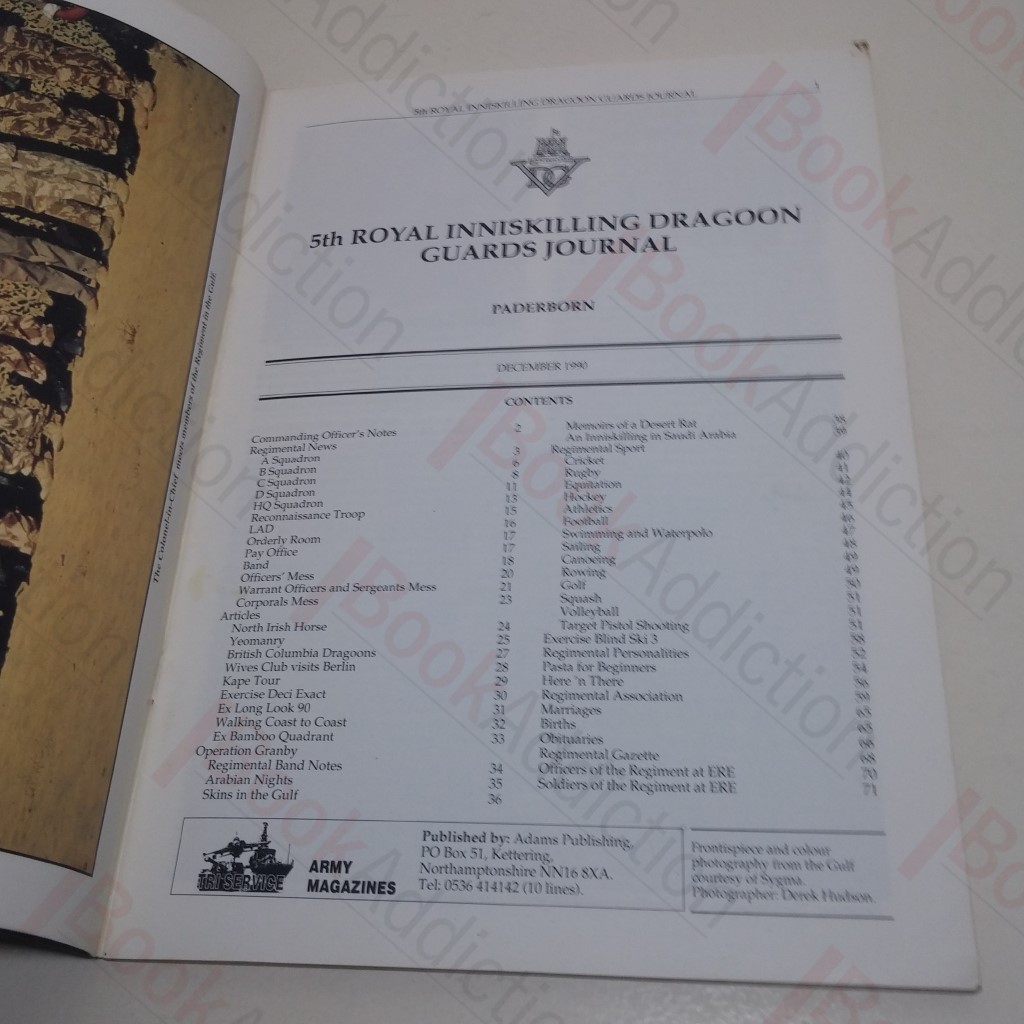 The Colonel-in-Chief meets members of the Regiment in the Gulf
5th ROYAL INNISKILLING DRAGOON GUARDS JOURNAL 1
V
DG
5th ROYAL INNISKILLING DRAGOON
GUARDS JOURNAL
PADERBORN
DECEMBER 1990
CONTENTS
Commanding Officer's Notes 2
Regimental News
A Squadron 3
B Squadron 6
C Squadron 8
D Squadron 11
HQ Squadron 13
Reconnaissance Troop 15
LAD 16
Orderly Room 17
Pay Office 17
Band 18
Officers' Mess 20
Warrant Officers and Sergeants Mess 21
Corporals Mess 23
Articles
North Irish Horse 24
Yeomanry 25
British Columbia Dragoons 27
Wives Club visits Berlin 28
Kape Tour 29
Exercise Deci Exact 30
Ex Long Look 90 31
Walking Coast to Coast 32
Ex Bamboo Quadrant 33
Operation Granby
Regimental Band Notes 34
Arabian Nights 35
Skins in the Gulf 36
Memoirs of a Desert Rat 38
An Inniskilling in Saudi Arabia 39
Regimental Sport
Cricket 40
Rugby 41
Equitation 42
Hockey 44
Athletics 45
Football 46
Swimming and Waterpolo 47
Sailing 48
Canoeing 49
Rowing 49
Golf 50
Squash 51
Volleyball 51
Target Pistol Shooting 51
Exercise Blind Ski 3 58
Regimental Personalities 52
Pasta for Beginners 54
Here 'n There 56
Regimental Association 59
Marriages 65
Births 65
Obituaries 66
Regimental Gazette 68
Officers of the Regiment at ERE 70
Soldiers of the Regiment at ERE 71
TRI SERVICE
ARMY
MAGAZINES
Published by: Adams Publishing,
PO Box 51, Kettering,
Northamptonshire NN16 8XA.
Tel: 0536 414142 (10 lines).
Frontispiece and colour
photography from the Gulf
courtesy of Sygma.
Photographer: Derek Hudson.
BookAddiction